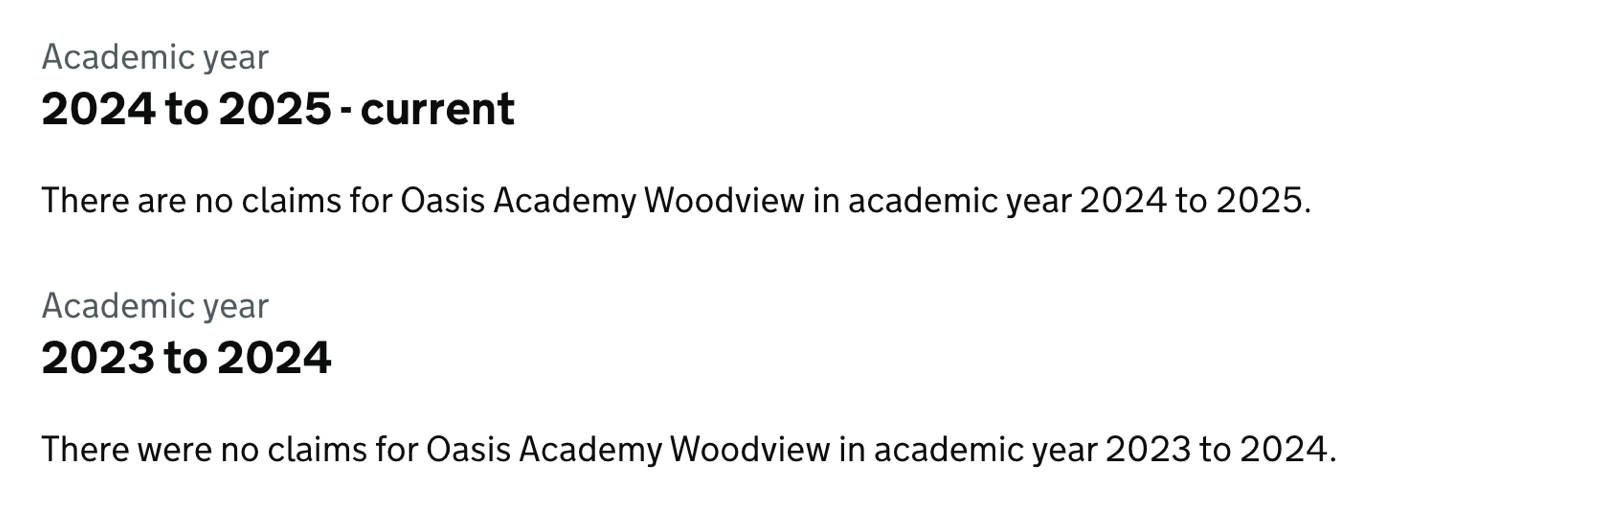 Academic year
2024 to 2025 - current
There are no claims for Oasis Academy Woodview in academic year 2024 to 2025.
Academic year
2023 to 2024
There were no claims for Oasis Academy Woodview in academic year 2023 to 2024.